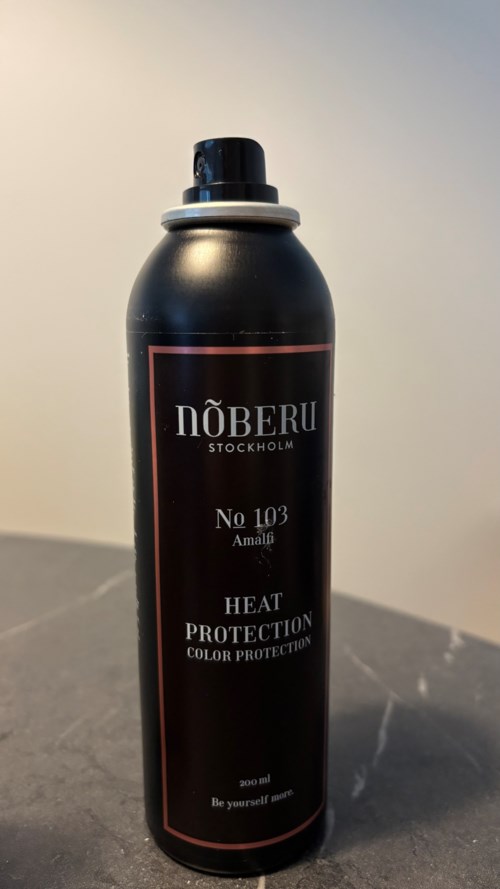 nõBERU
STOCKHOLM
No 103
Amalfi
HEAT
PROTECTION
COLOR PROTECTION
200 ml
Be yourself more.